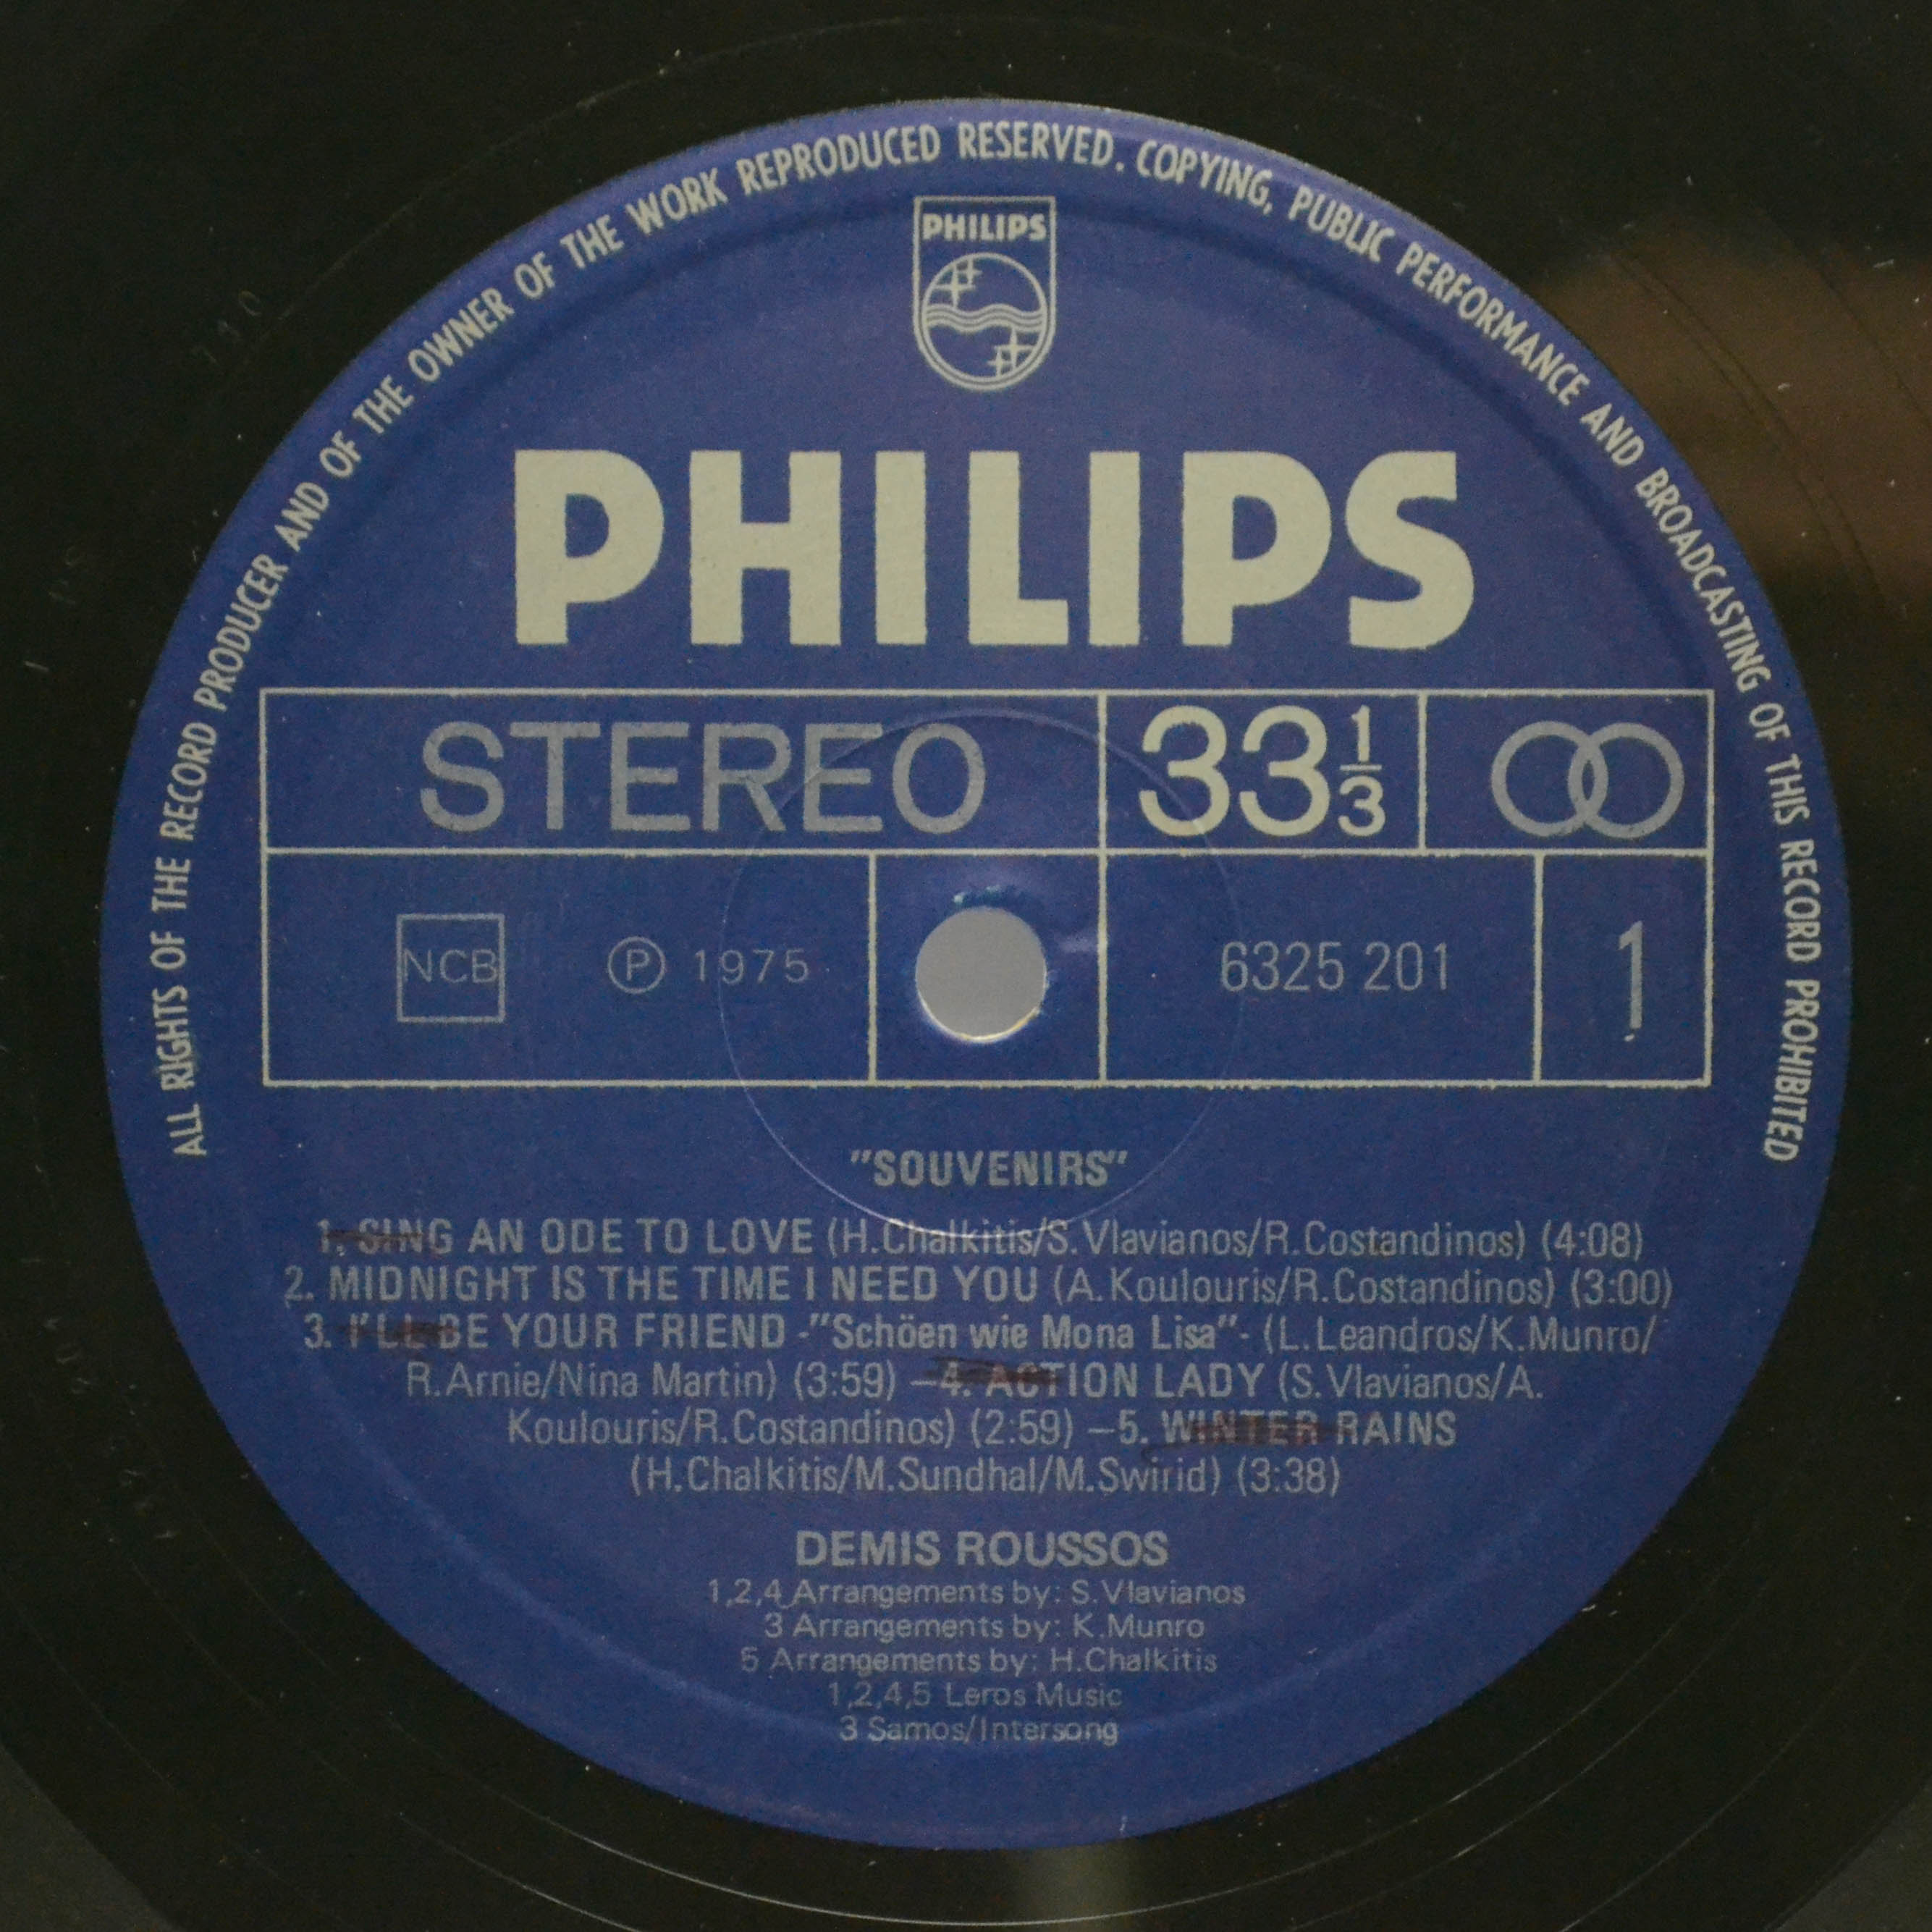 ALL RIGHTS OF THE RECORD PRODUCER AND OF THE OWNER OF THE WORK REPRODUCED RESERVED. COPYING, PUBLIC PERFORMANCE AND BROADCASTING OF THIS RECORD PROHIBITED
PHILIPS
PHILIPS
STEREO 33 1/3
NCB Ⓟ 1975 6325 201 1
"SOUVENIRS"
1. SING AN ODE TO LOVE (H.Chalkitis/S.Vlavianos/R.Costandinos) (4:08)
2. MIDNIGHT IS THE TIME I NEED YOU (A.Koulouris/R.Costandinos) (3:00)
3. I'LL BE YOUR FRIEND -"Schöen wie Mona Lisa"- (L.Leandros/K.Munro/
R.Arnie/Nina Martin) (3:59) —4. ACTION LADY (S.Vlavianos/A.
Koulouris/R.Costandinos) (2:59) —5. WINTER RAINS
(H.Chalkitis/M.Sundhal/M.Swirid) (3:38)
DEMIS ROUSSOS
1,2,4 Arrangements by: S.Vlavianos
3 Arrangements by: K.Munro
5 Arrangements by: H.Chalkitis
1,2,4,5 Leros Music
3 Samos/Intersong